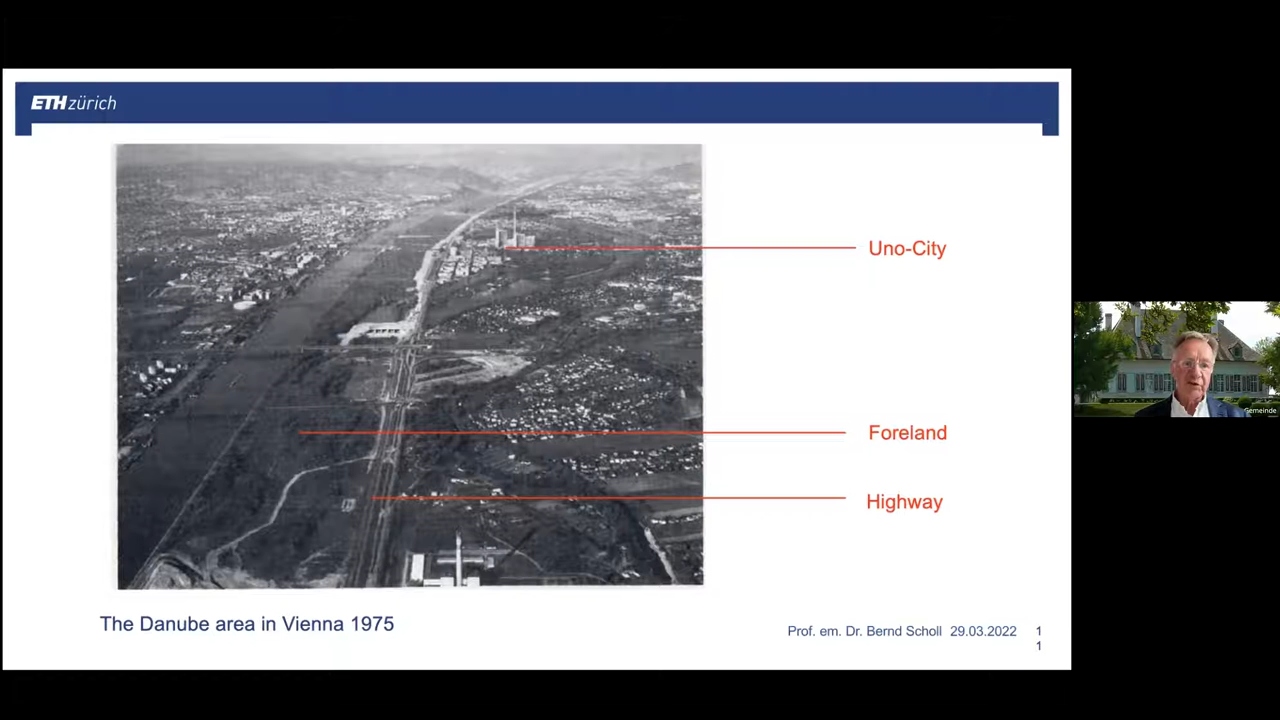 ETH zürich
Uno-City
Foreland
Highway
Gemeinde
The Danube area in Vienna 1975
Prof. em. Dr. Bernd Scholl 29.03.2022
1
1